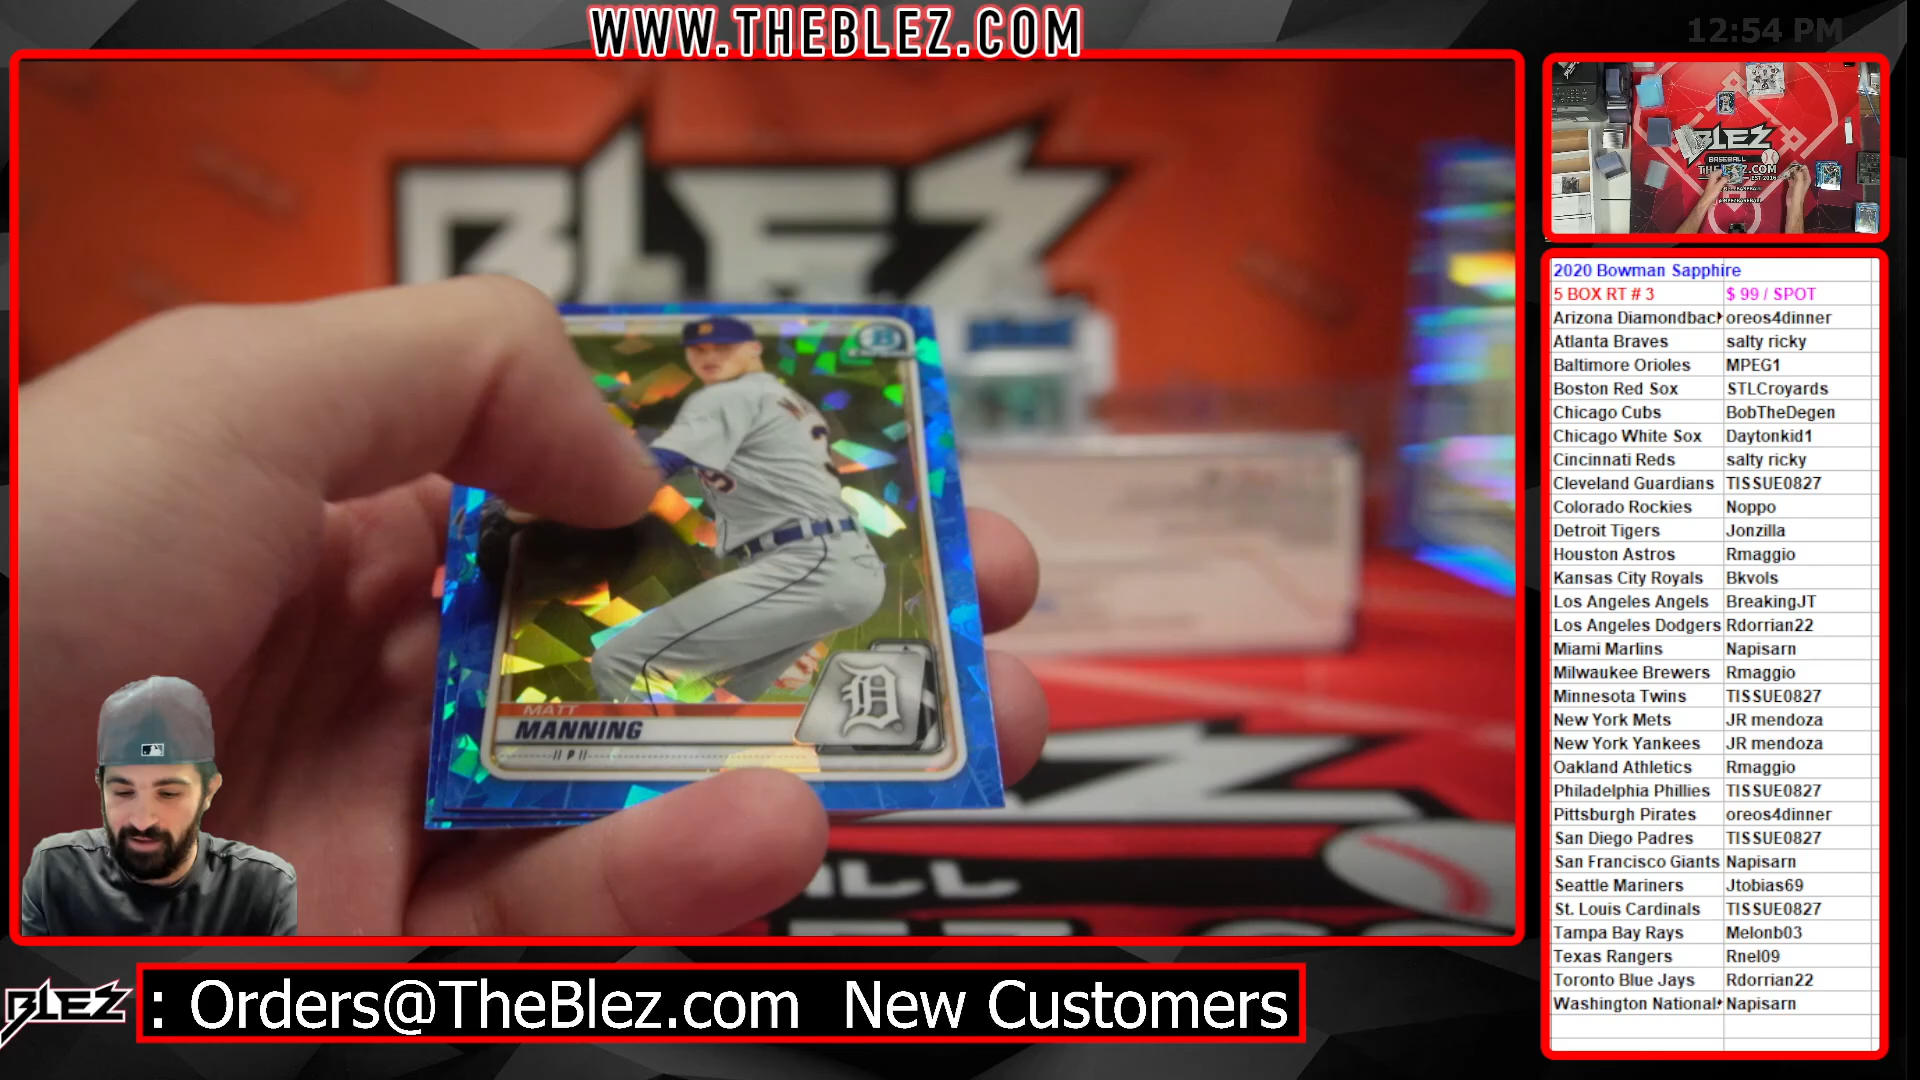 WWW.THEBLEZ.COM
12:54 PM
BLEZ
BLEZ
BASEBALL
2020 Bowman Sapphire
5 BOX RT # 3 $ 99 / SPOT
Arizona Diamondback oreos4dinner
Atlanta Braves salty ricky
Baltimore Orioles MPEG1
Boston Red Sox STLCroyards
Chicago Cubs BobTheDegen
Chicago White Sox Daytonkid1
Cincinnati Reds salty ricky
Cleveland Guardians TISSUE0827
Colorado Rockies Noppo
Detroit Tigers Jonzilla
Houston Astros Rmaggio
Kansas City Royals Bkvols
Los Angeles Angels BreakingJT
Los Angeles Dodgers Rdorrian22
Miami Marlins Napisarn
Milwaukee Brewers Rmaggio
Minnesota Twins TISSUE0827
New York Mets JR mendoza
New York Yankees JR mendoza
Oakland Athletics Rmaggio
Philadelphia Phillies TISSUE0827
Pittsburgh Pirates oreos4dinner
San Diego Padres TISSUE0827
San Francisco Giants Napisarn
Seattle Mariners Jtobias69
St. Louis Cardinals TISSUE0827
Tampa Bay Rays Melonb03
Texas Rangers Rnel09
Toronto Blue Jays Rdorrian22
Washington National Napisarn
B
D
MATT
MANNING
P
BLEZ : Orders@TheBlez.com New Customers